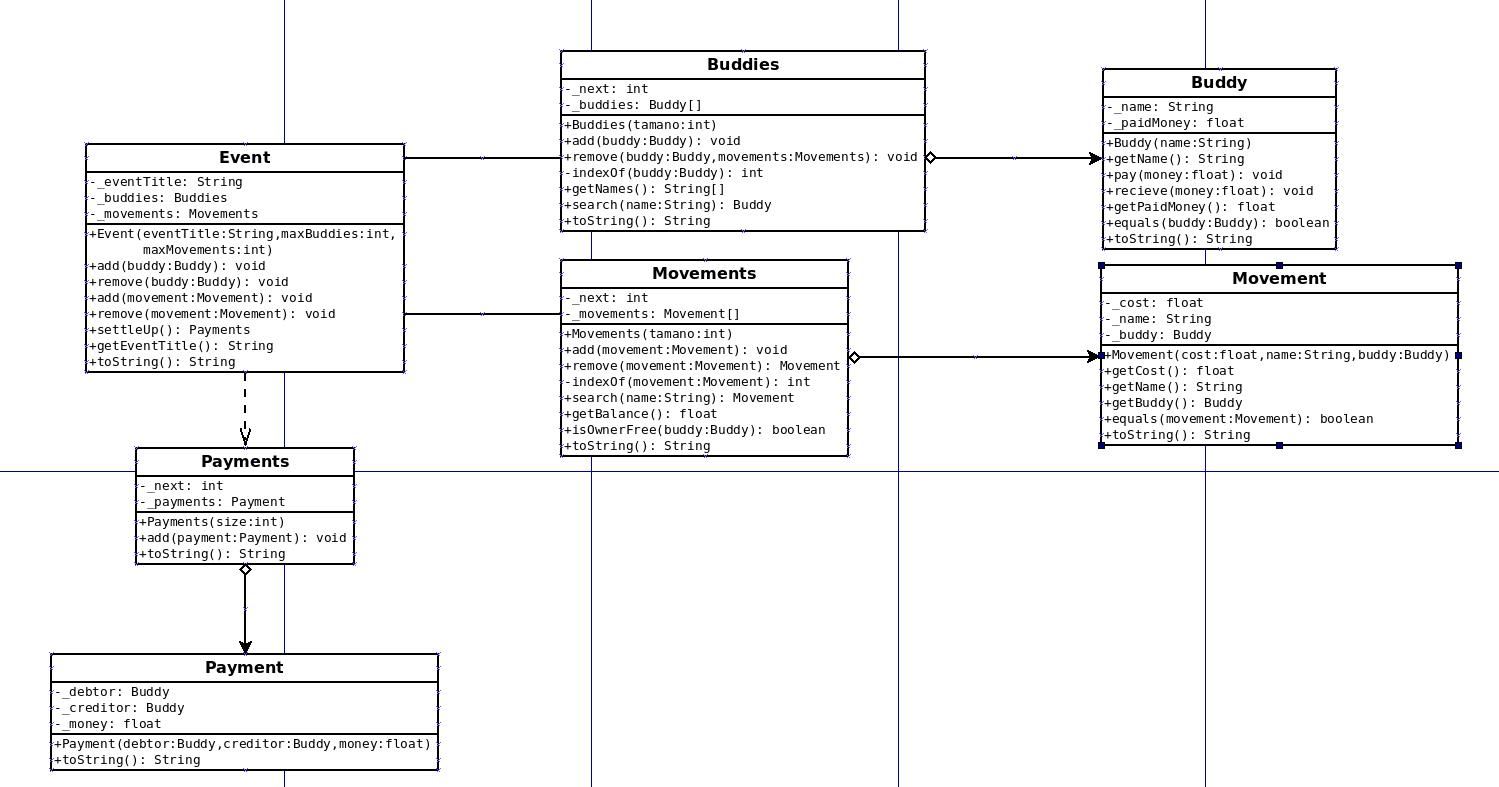 Buddies
-_next: int
-_buddies: Buddy[]
+Buddies(tamano:int)
+add(buddy:Buddy): void
+remove(buddy:Buddy,movements:Movements): void
-indexOf(buddy:Buddy): int
+getNames(): String[]
+search(name:String): Buddy
+toString(): String
Buddy
-_name: String
-_paidMoney: float
+Buddy(name:String)
+getName(): String
+pay(money:float): void
+recieve(money:float): void
+getPaidMoney(): float
+equals(buddy:Buddy): boolean
+toString(): String
Event
-_eventTitle: String
-_buddies: Buddies
-_movements: Movements
+Event(eventTitle:String,maxBuddies:int,
maxMovements:int)
+add(buddy:Buddy): void
+remove(buddy:Buddy): void
+add(movement:Movement): void
+remove(movement:Movement): void
+settleUp(): Payments
+getEventTitle(): String
+toString(): String
Movements
-_next: int
-_movements: Movement[]
+Movements(tamano:int)
+add(movement:Movement): void
+remove(movement:Movement): Movement
-indexOf(movement:Movement): int
+search(name:String): Movement
+getBalance(): float
+isOwnerFree(buddy:Buddy): boolean
+toString(): String
Movement
-_cost: float
-_name: String
-_buddy: Buddy
+Movement(cost:float,name:String,buddy:Buddy)
+getCost(): float
+getName(): String
+getBuddy(): Buddy
+equals(movement:Movement): boolean
+toString(): String
Payments
-_next: int
-_payments: Payment
+Payments(size:int)
+add(payment:Payment): void
+toString(): String
Payment
-_debtor: Buddy
-_creditor: Buddy
-_money: float
+Payment(debtor:Buddy,creditor:Buddy,money:float)
+toString(): String